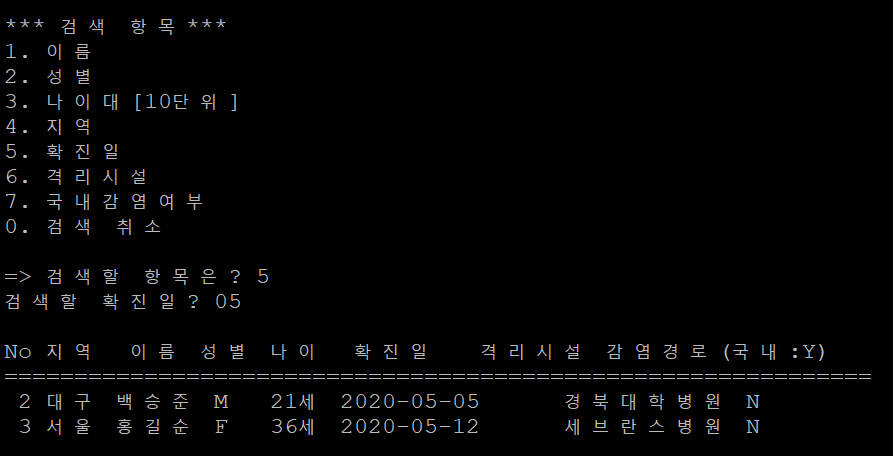 *** 검색 항목 ***
1. 이름
2. 성별
3. 나이대 [10단위]
4. 지역
5. 확진일
6. 격리시설
7. 국내감염여부
0. 검색 취소
=> 검색할 항목은? 5
검색할 확진일? 05
No 지역 이름 성별 나이 확진일 격리시설 감염경로(국내:Y)
==============================================================
2 대구 백승준 M 21세 2020-05-05 경북대학병원 N
3 서울 홍길순 F 36세 2020-05-12 세브란스병원 N